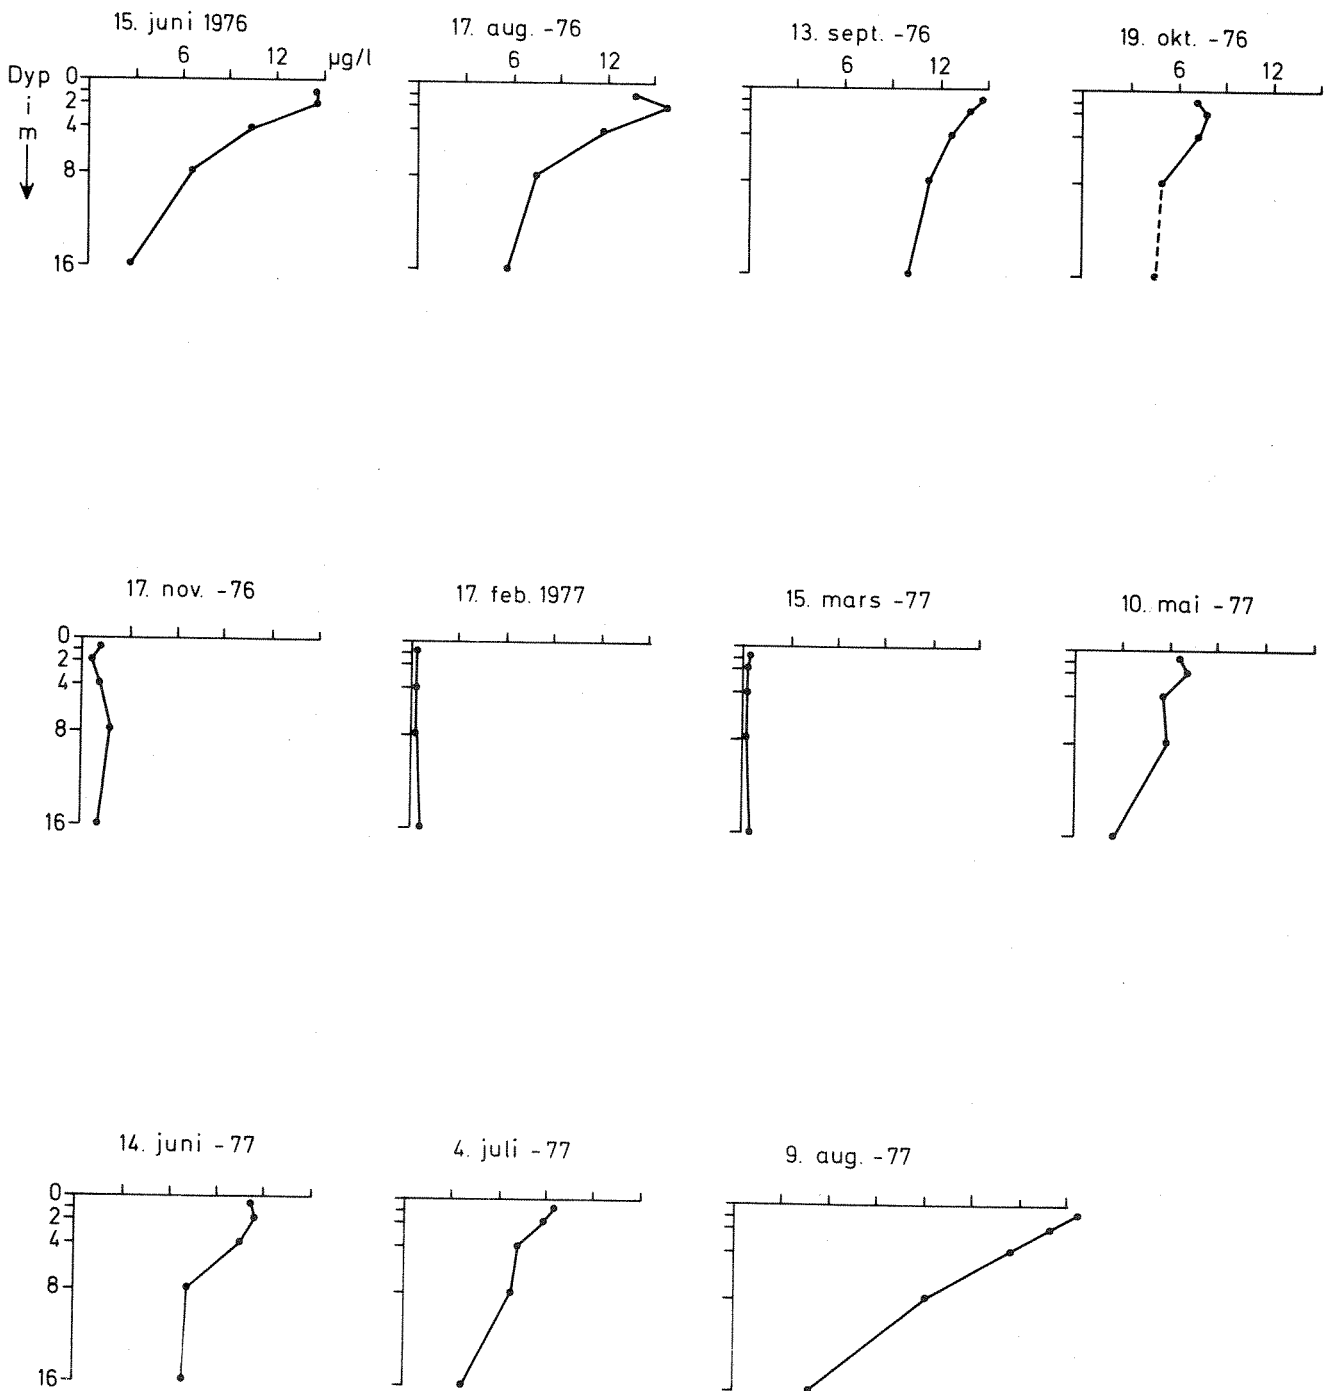 15. juni 1976
17. aug. -76
13. sept. -76
19. okt. -76
6 12 µg/l
6 12
6 12
6 12
Dyp i m
0
2
4
8
16
17. nov. -76
17. feb. 1977
15. mars -77
10. mai -77
0
2
4
8
16
14. juni -77
4. juli -77
9. aug. -77
0
2
4
8
16